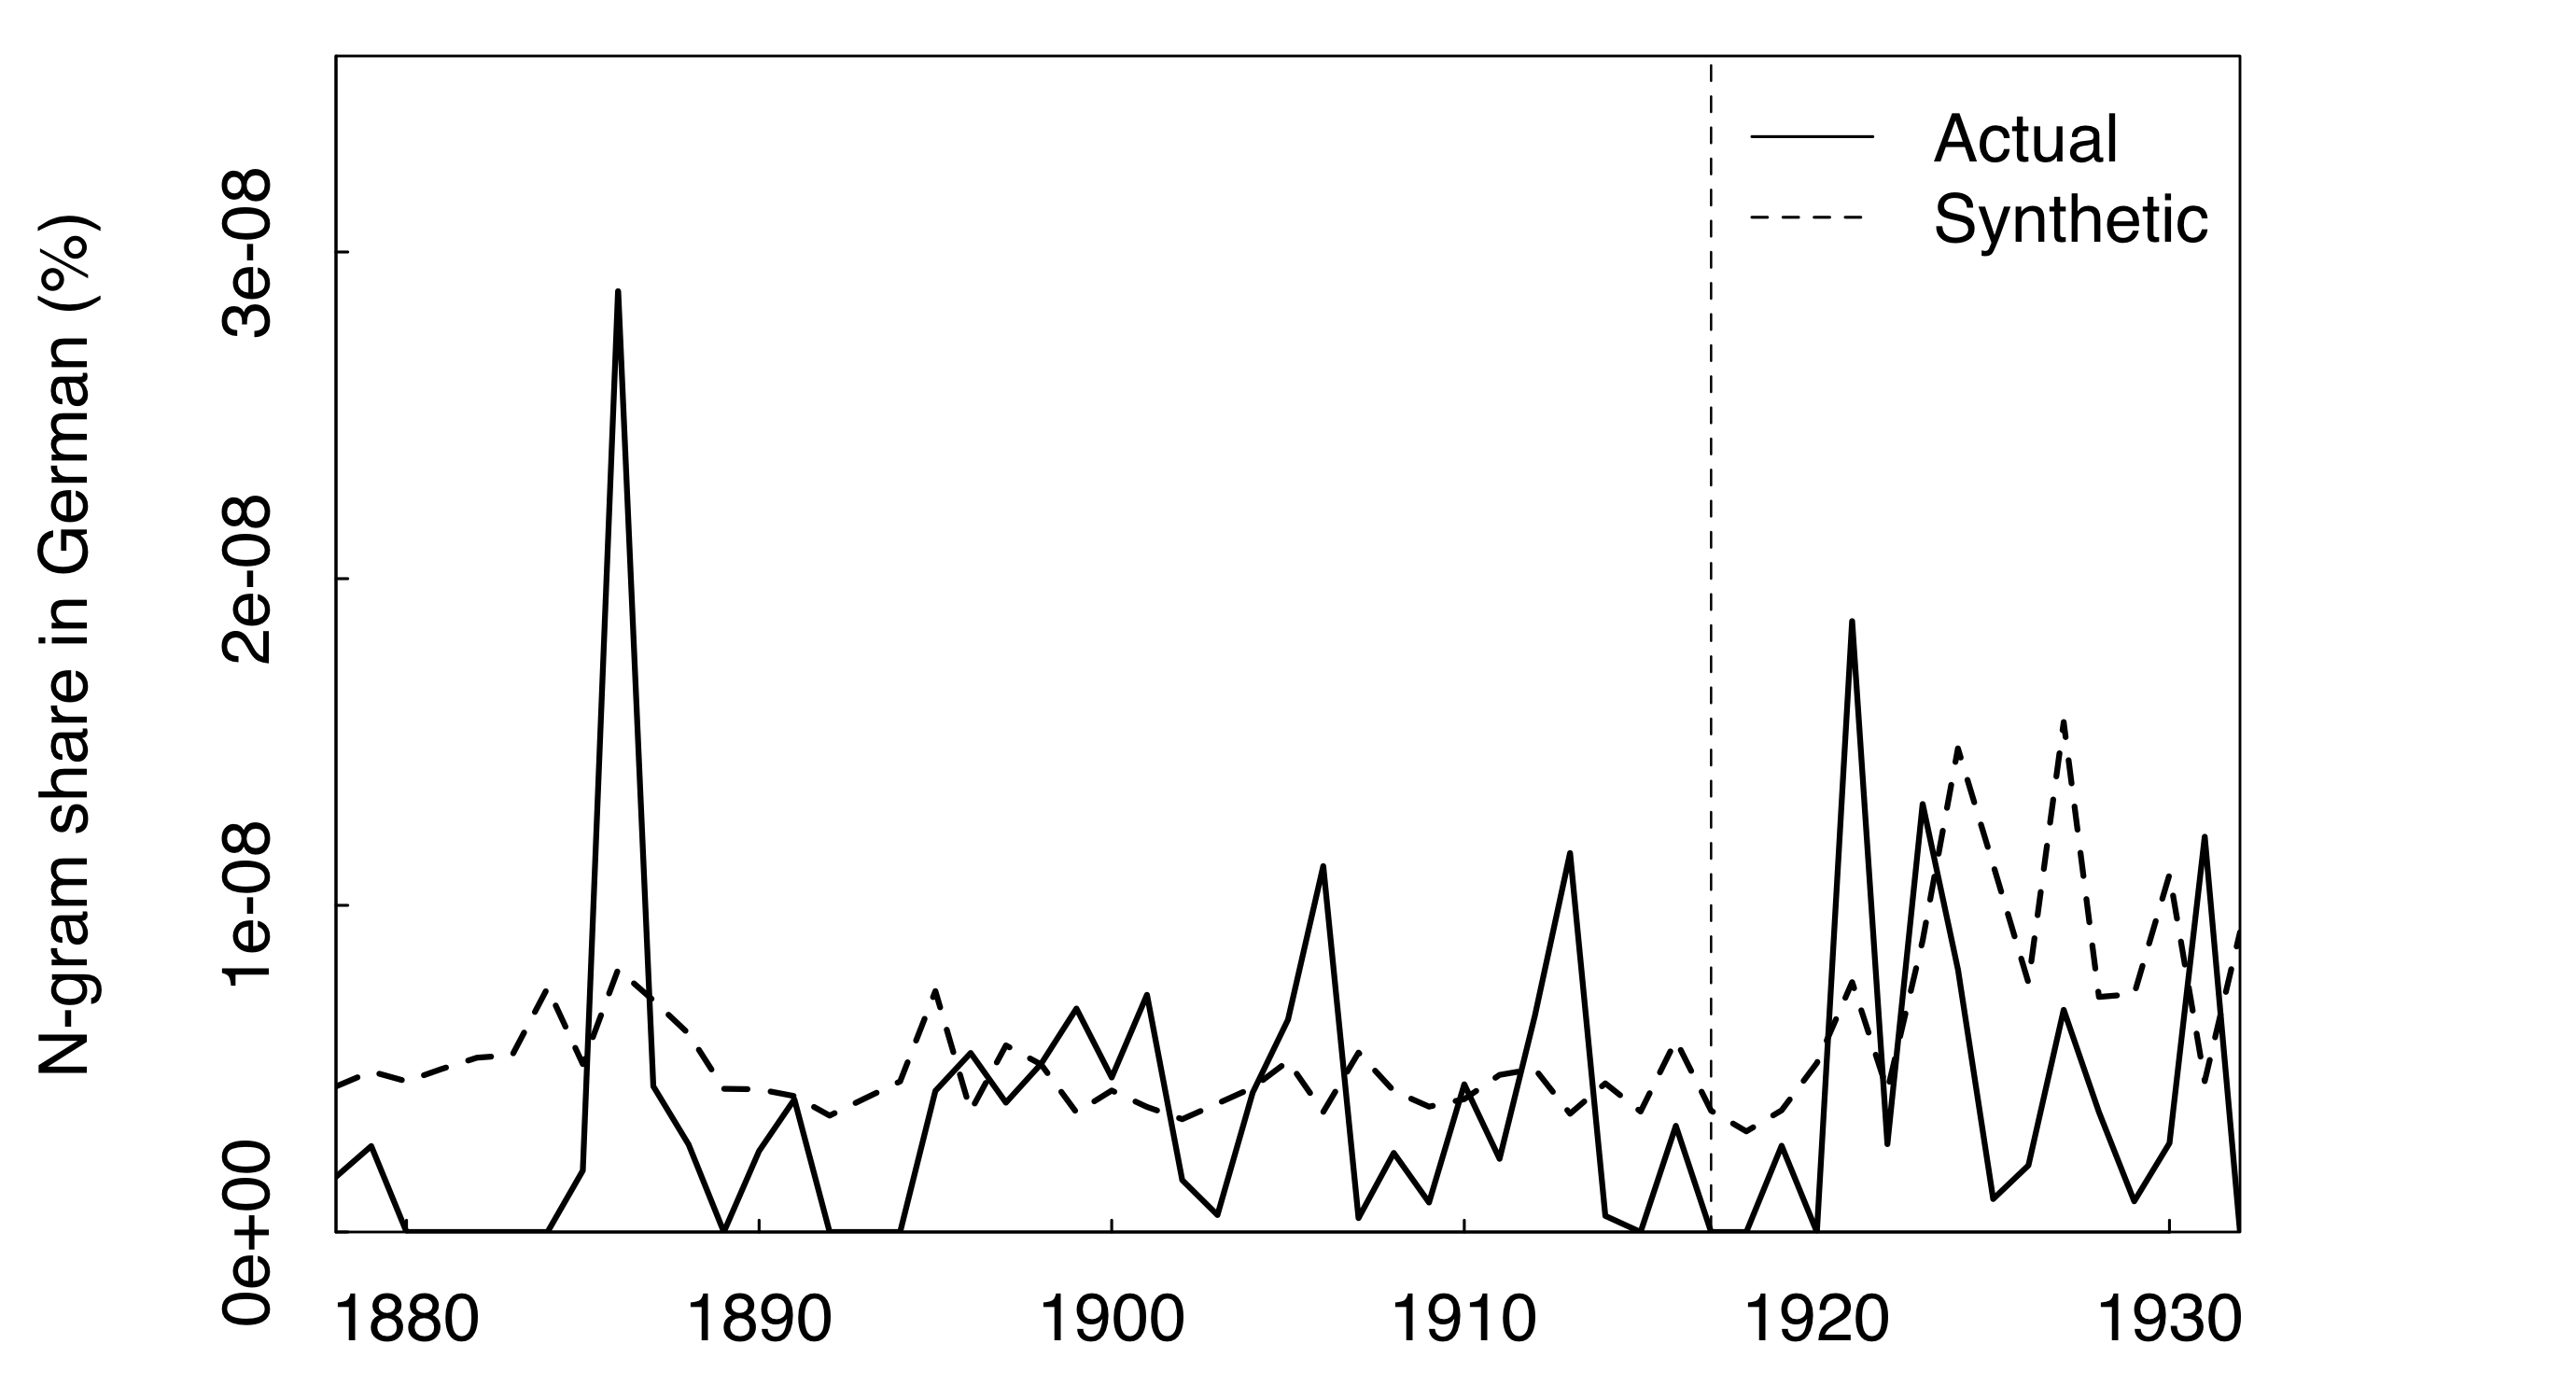 N-gram share in German (%)
3e-08
2e-08
1e-08
0e+00
Actual
Synthetic
1880 1890 1900 1910 1920 1930